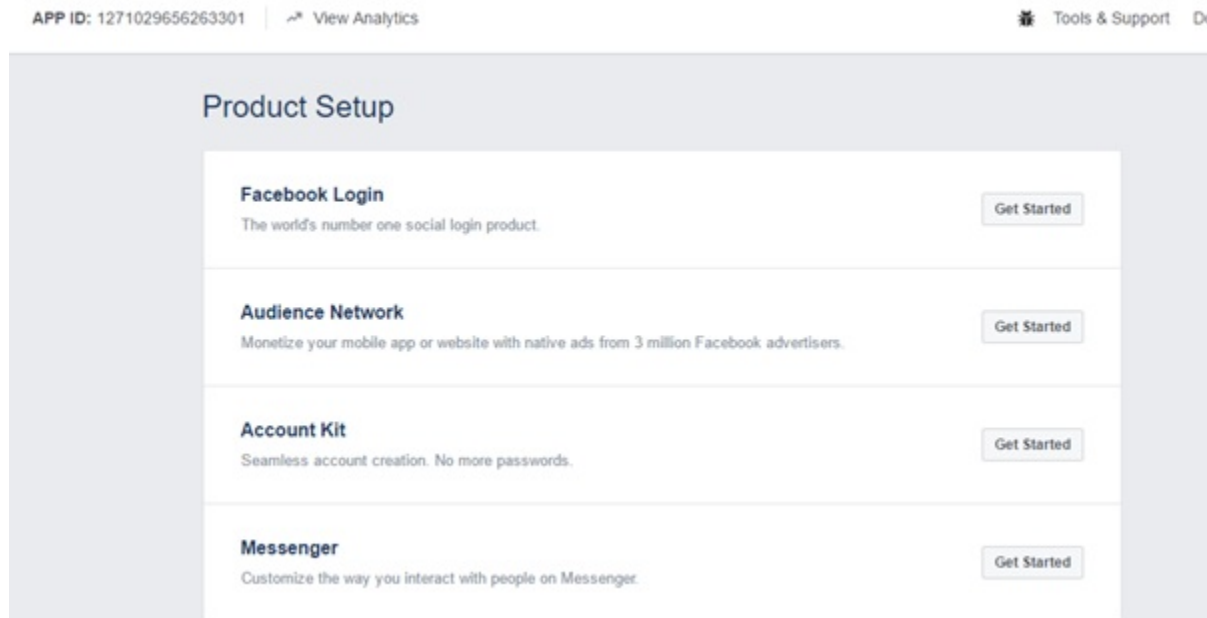 APP ID: 1271029656263301 View Analytics Tools & Support
Product Setup
Facebook Login
The world's number one social login product.
Get Started
Audience Network
Monetize your mobile app or website with native ads from 3 million Facebook advertisers.
Get Started
Account Kit
Seamless account creation. No more passwords.
Get Started
Messenger
Customize the way you interact with people on Messenger.
Get Started